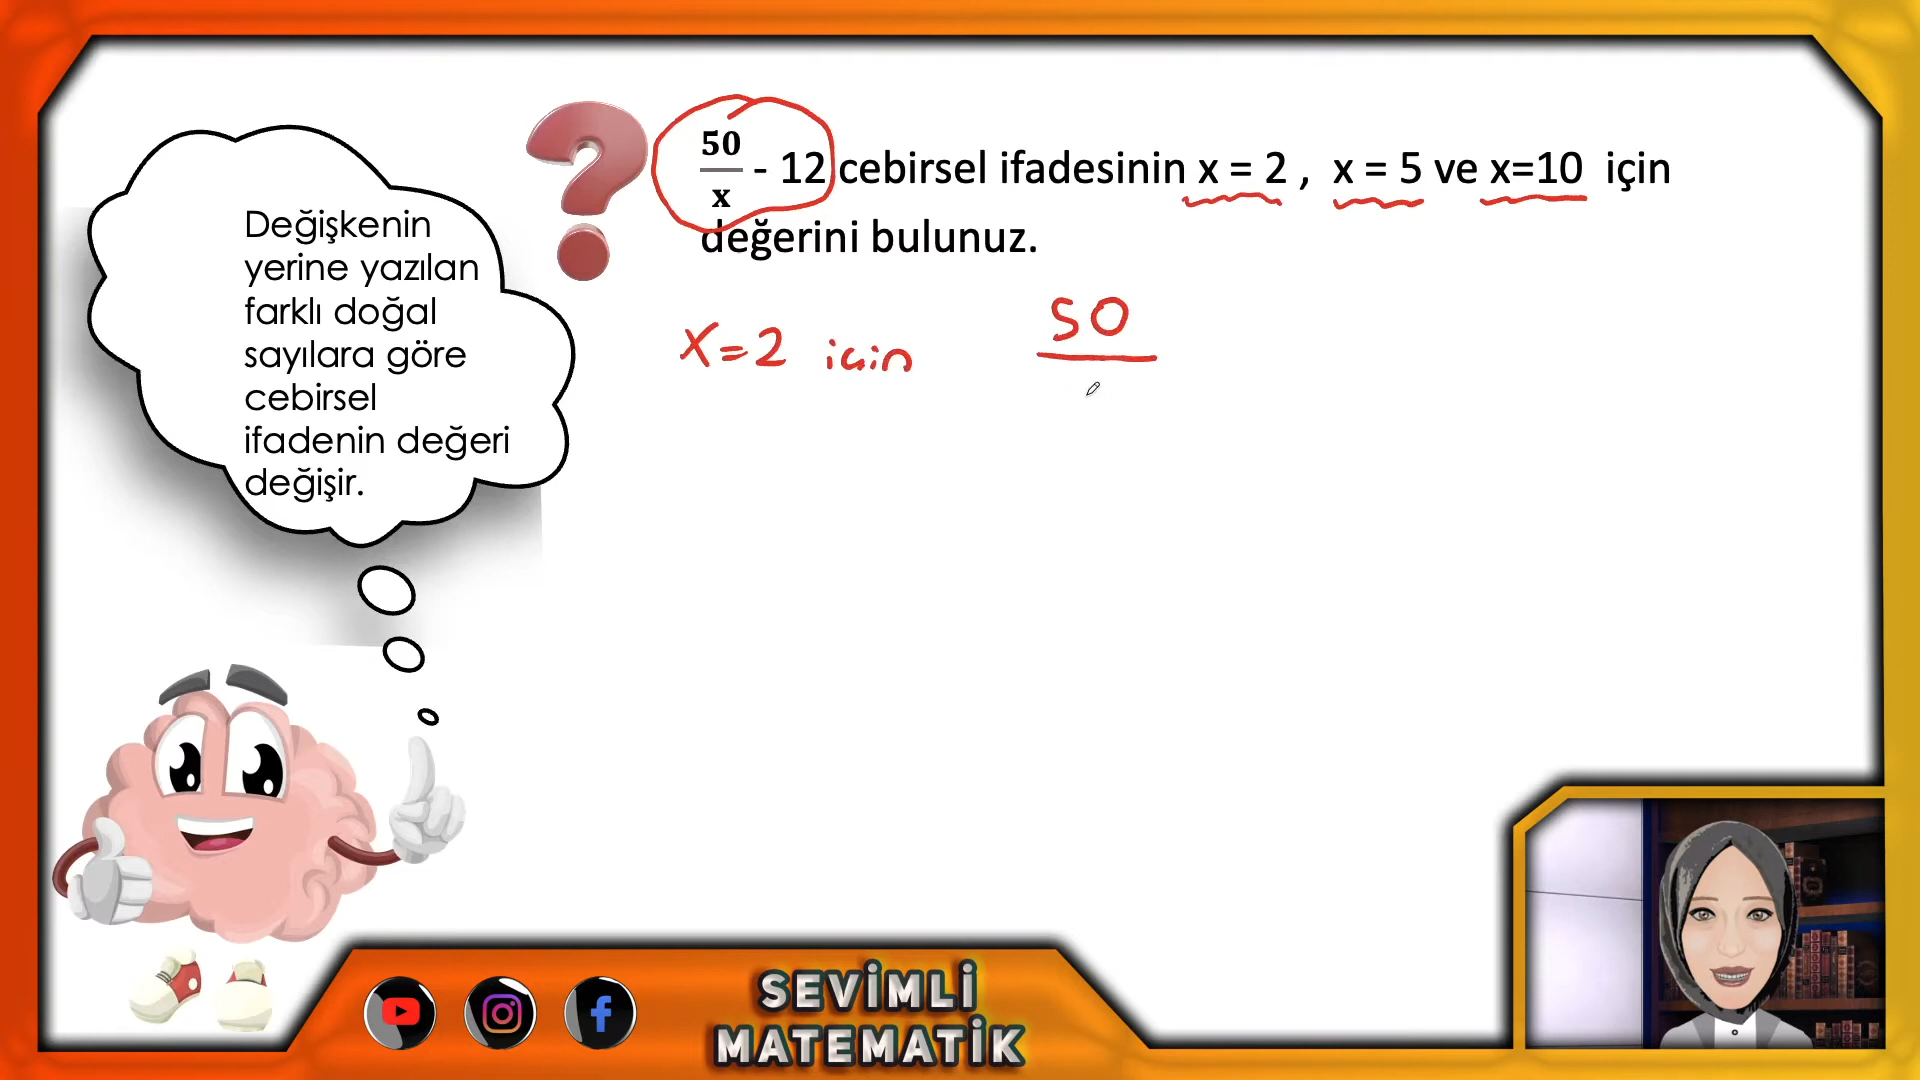 Değişkenin
yerine yazılan
farklı doğal
sayılara göre
cebirsel
ifadenin değeri
değişir.
50
x
- 12 cebirsel ifadesinin x = 2 , x = 5 ve x=10 için
değerini bulunuz.
x=2 için
50
SEVİMLİ
MATEMATİK